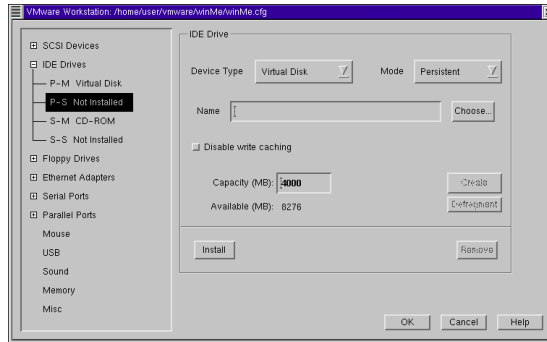 VMware Workstation: /home/user/vmware/winMe/winMe.cfg
SCSI Devices
IDE Drives
P-M Virtual Disk
P-S Not Installed
S-M CD-ROM
S-S Not Installed
Floppy Drives
Ethernet Adapters
Serial Ports
Parallel Ports
Mouse
USB
Sound
Memory
Misc
IDE Drive
Device Type Virtual Disk Mode Persistent
Name Choose...
Disable write caching
Capacity (MB): 4000 Create
Available (MB): 8276 Defragment
Install Remove
OK Cancel Help